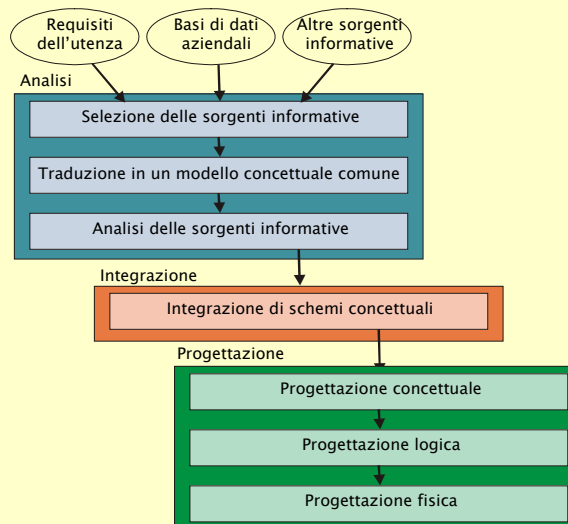 Requisiti
dell'utenza
Basi di dati
aziendali
Altre sorgenti
informative
Analisi
Selezione delle sorgenti informative
Traduzione in un modello concettuale comune
Analisi delle sorgenti informative
Integrazione
Integrazione di schemi concettuali
Progettazione
Progettazione concettuale
Progettazione logica
Progettazione fisica